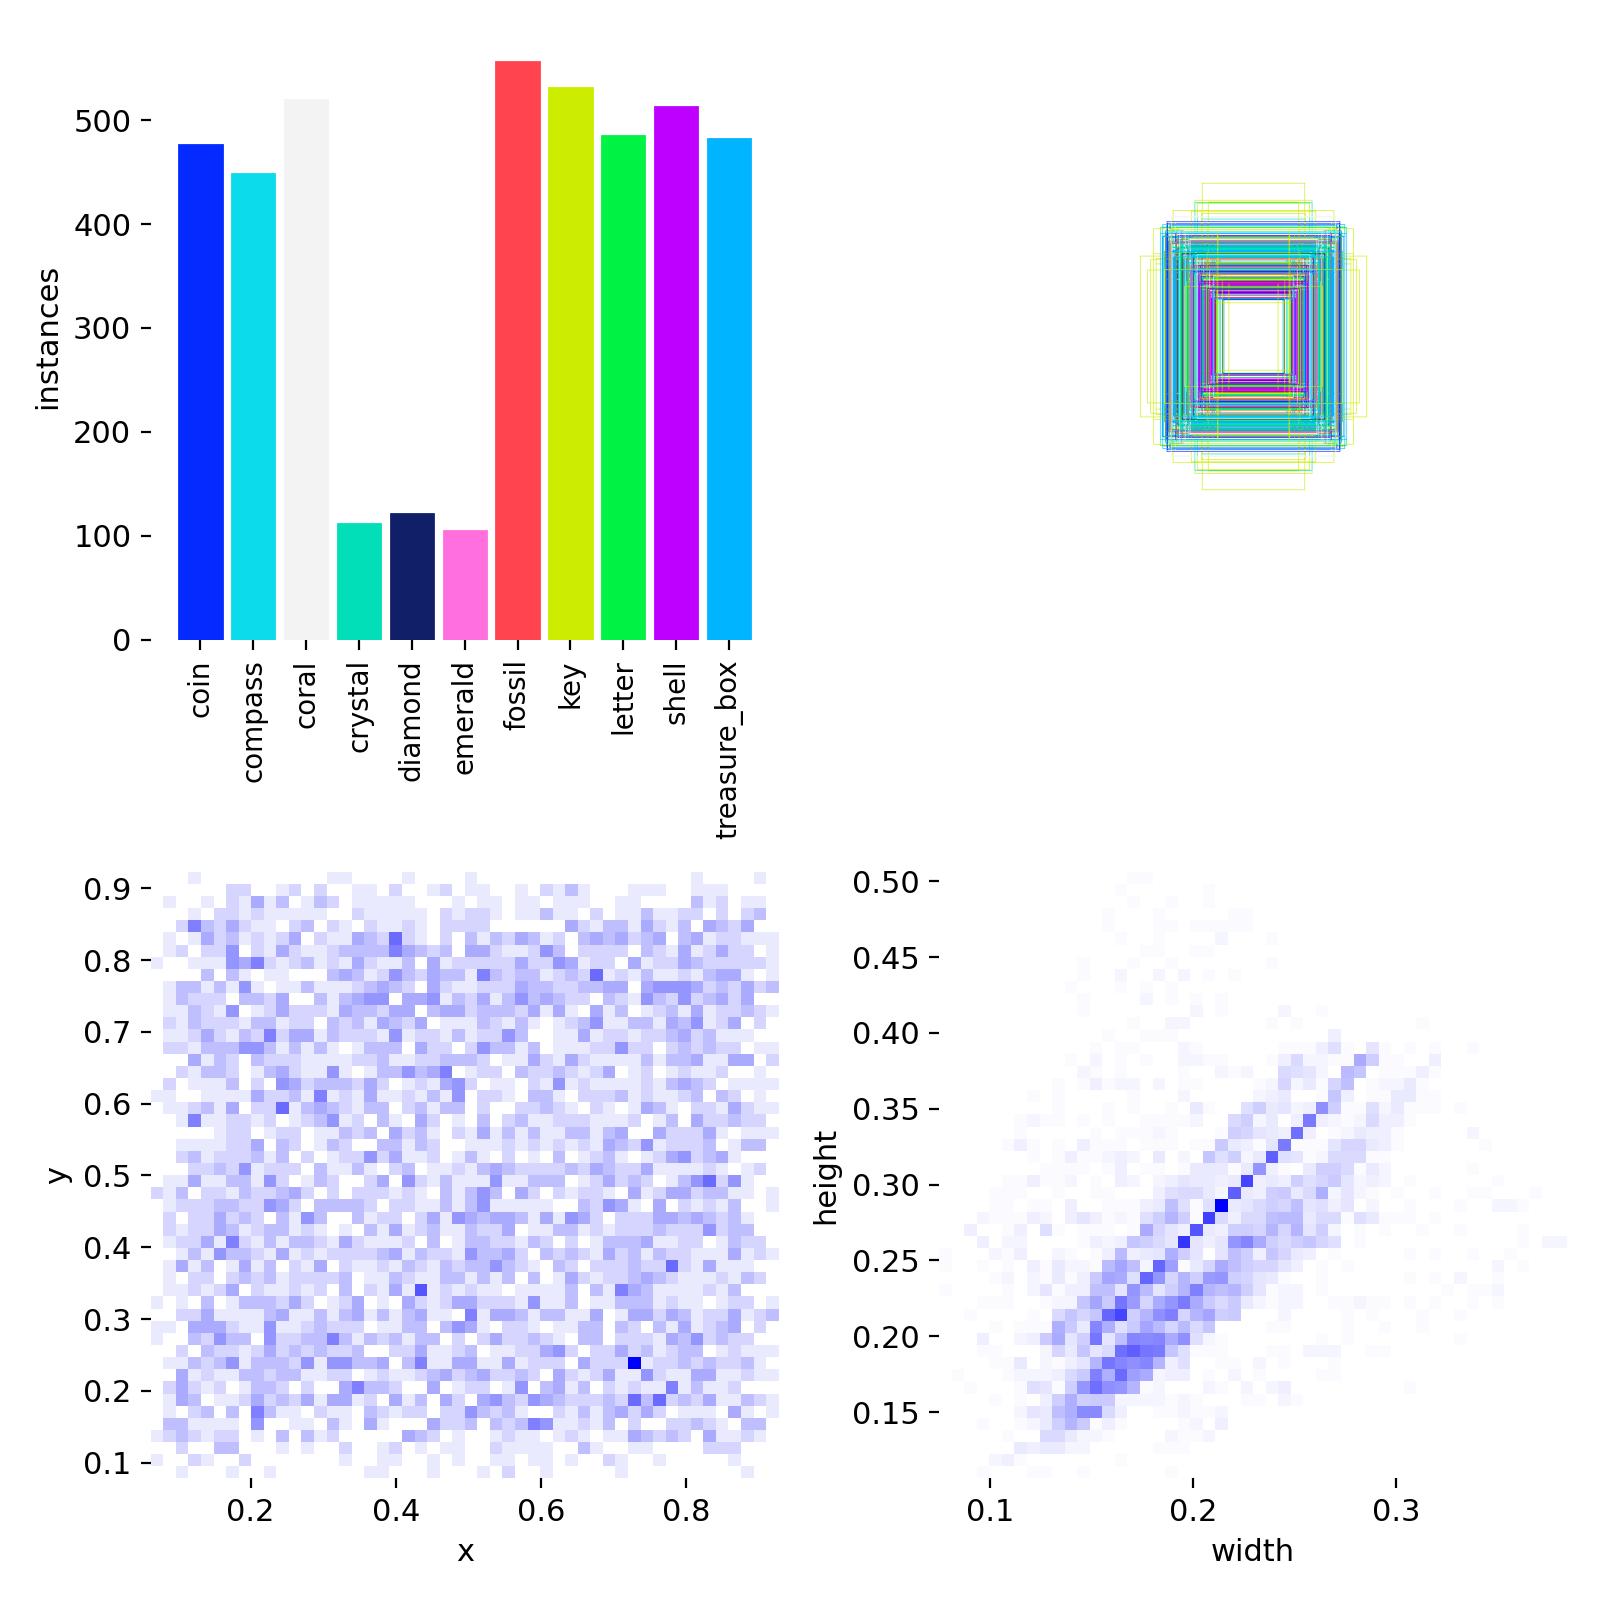 instances
500
400
300
200
100
0
coin
compass
coral
crystal
diamond
emerald
fossil
key
letter
shell
treasure_box
y
0.9
0.8
0.7
0.6
0.5
0.4
0.3
0.2
0.1
0.2 0.4 0.6 0.8
x
height
0.50
0.45
0.40
0.35
0.30
0.25
0.20
0.15
0.1 0.2 0.3
width